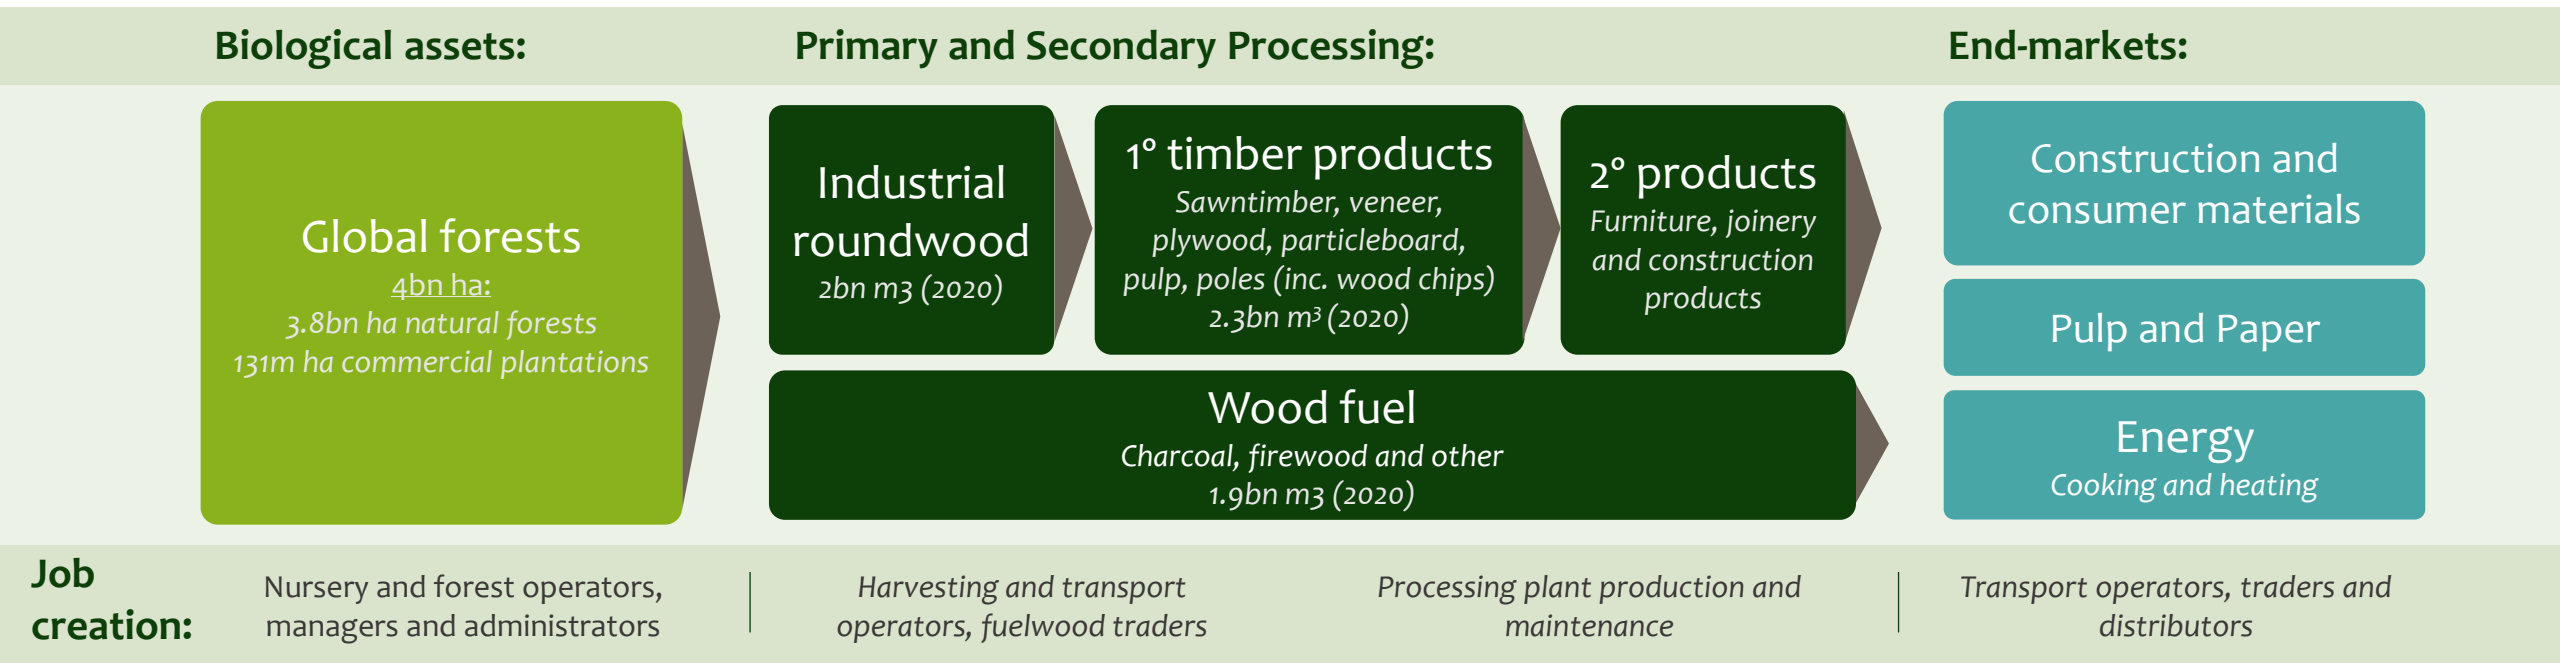 Biological assets:
Primary and Secondary Processing:
End-markets:
Global forests
4bn ha:
3.8bn ha natural forests
131m ha commercial plantations
Industrial
roundwood
2bn m3 (2020)
1° timber products
Sawntimber, veneer,
plywood, particleboard,
pulp, poles (inc. wood chips)
2.3bn m³ (2020)
2° products
Furniture, joinery
and construction
products
Wood fuel
Charcoal, firewood and other
1.9bn m3 (2020)
Construction and
consumer materials
Pulp and Paper
Energy
Cooking and heating
Job
creation:
Nursery and forest operators,
managers and administrators
Harvesting and transport
operators, fuelwood traders
Processing plant production and
maintenance
Transport operators, traders and
distributors